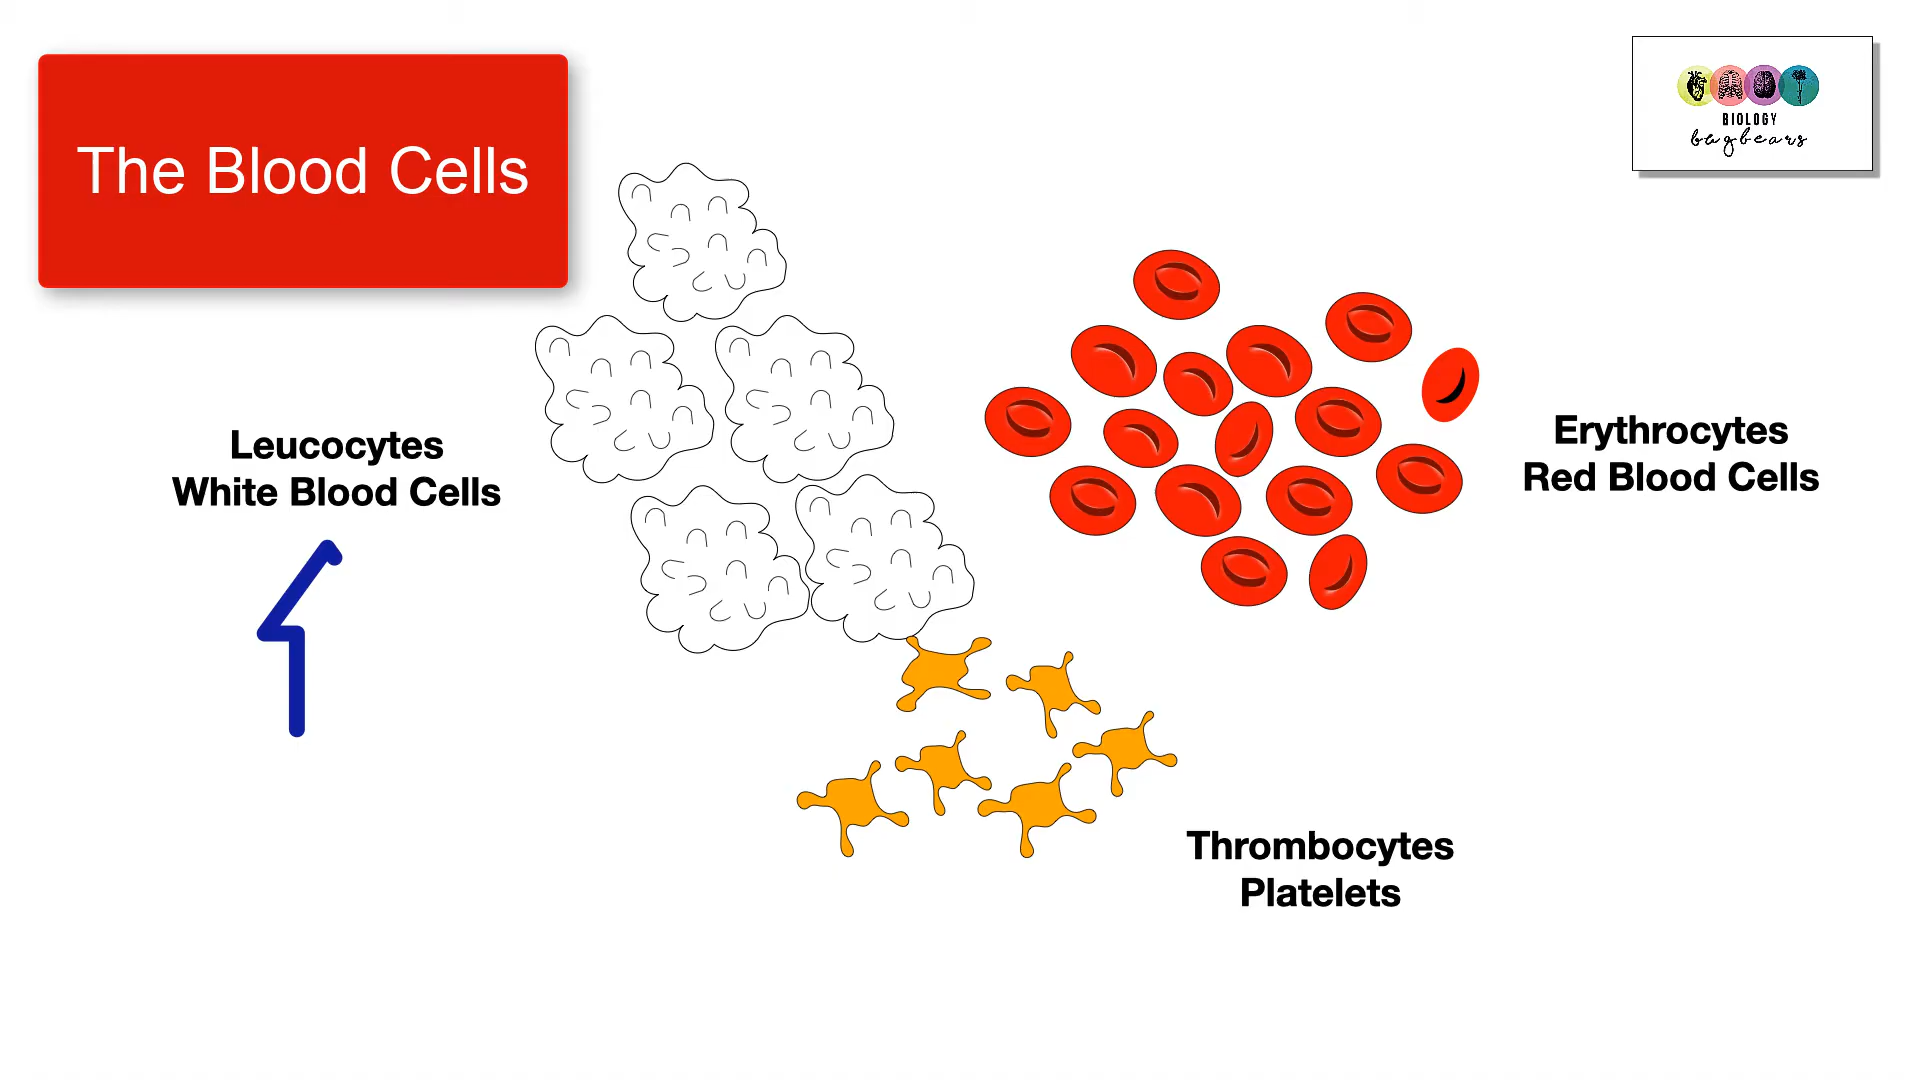 The Blood Cells
BIOLOGY
bugbears
Leucocytes
White Blood Cells
Erythrocytes
Red Blood Cells
Thrombocytes
Platelets